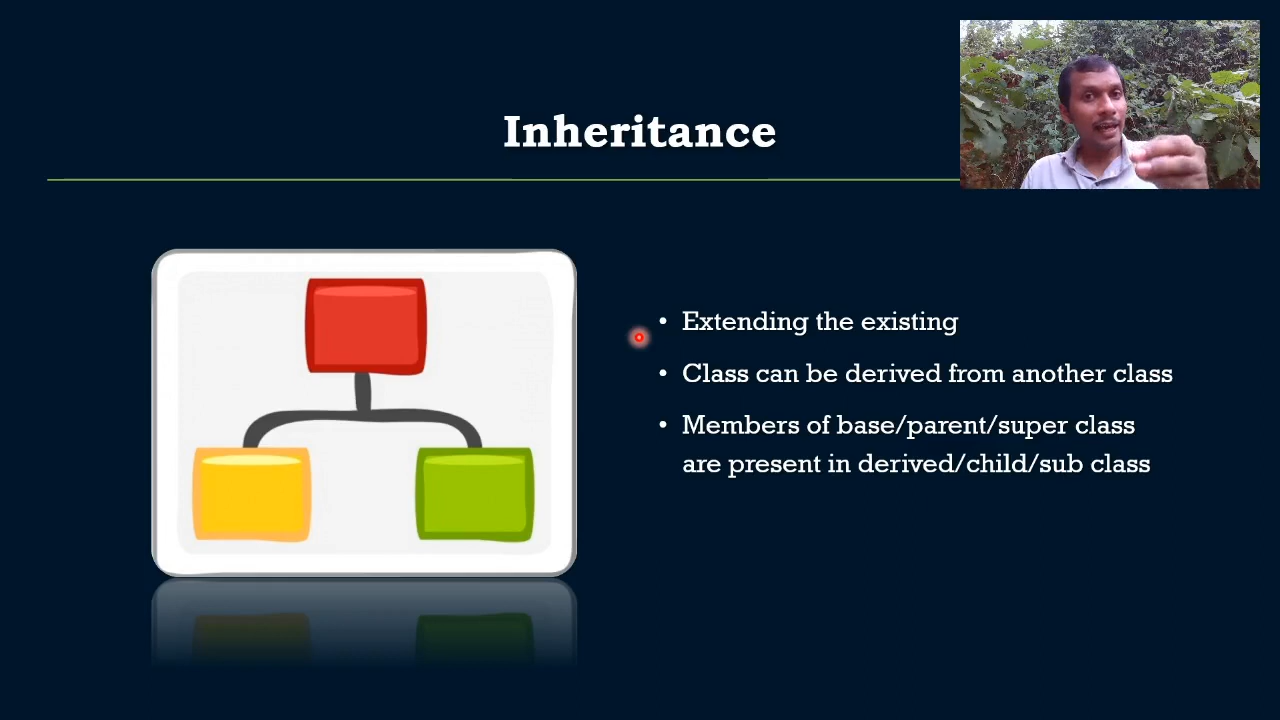 Inheritance
• Extending the existing
• Class can be derived from another class
• Members of base/parent/super class
are present in derived/child/sub class